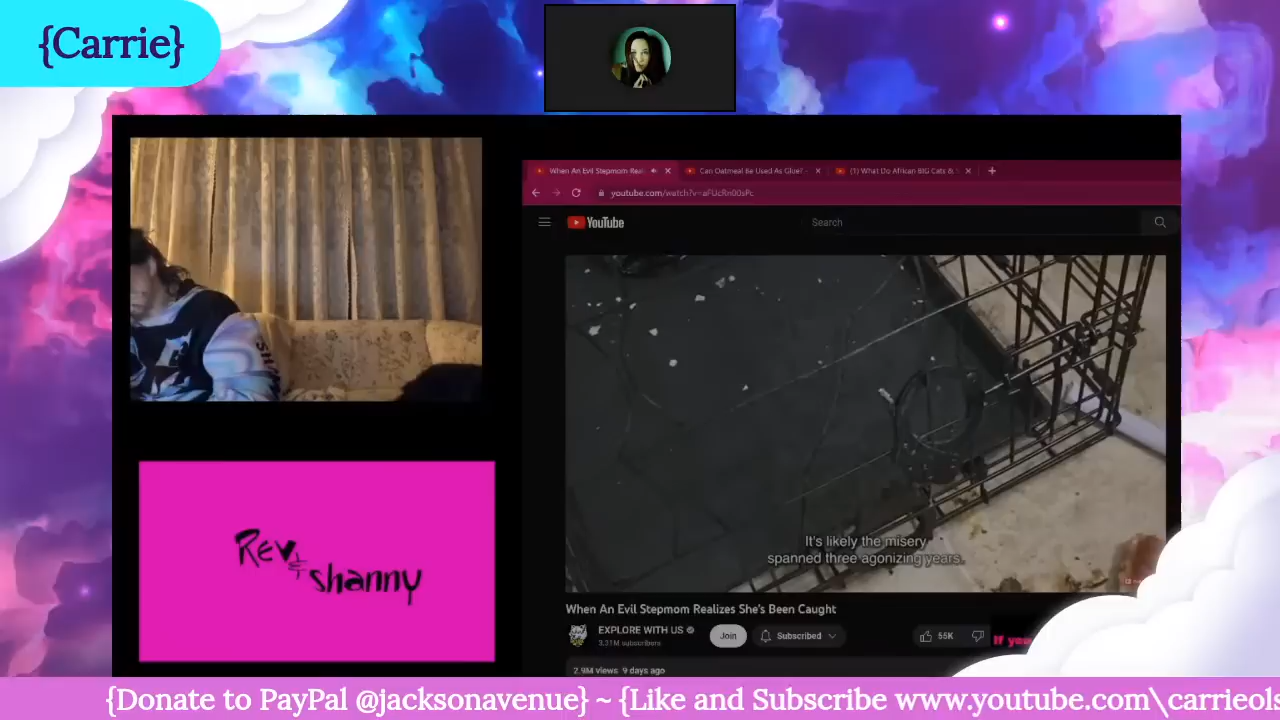 {Carrie}
When An Evil Stepmom Rea
Can Oatmeal Be Used As Glue? -
(1) What Do African BIG Cats &
youtube.com/watch?v=
YouTube
Search
It's likely the misery
spanned three agonizing years.
When An Evil Stepmom Realizes She's Been Caught
EXPLORE WITH US
3.31M subscribers
Join
Subscribed
55K
If you
2.9M views 9 days ago
Rev & shanny
{Donate to PayPal @jacksonavenue} ~ {Like and Subscribe www.youtube.com\carrieols